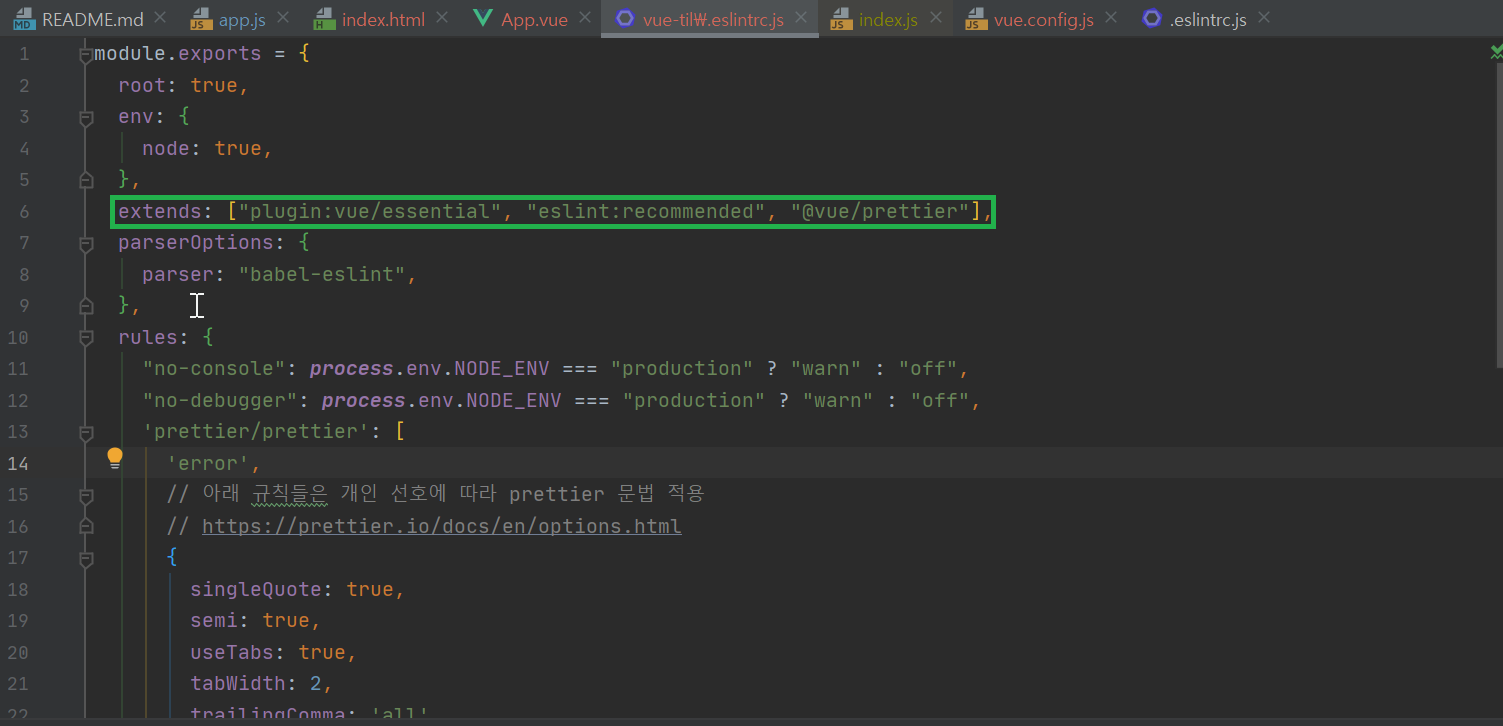 README.md app.js index.html App.vue vue-til₩.eslintrc.js index.js vue.config.js .eslintrc.js
1 module.exports = {
2 root: true,
3 env: {
4 node: true,
5 },
6 extends: ["plugin:vue/essential", "eslint:recommended", "@vue/prettier"],
7 parserOptions: {
8 parser: "babel-eslint",
9 },
10 rules: {
11 "no-console": process.env.NODE_ENV === "production" ? "warn" : "off",
12 "no-debugger": process.env.NODE_ENV === "production" ? "warn" : "off",
13 'prettier/prettier': [
14 'error',
15 // 아래 규칙들은 개인 선호에 따라 prettier 문법 적용
16 // https://prettier.io/docs/en/options.html
17 {
18 singleQuote: true,
19 semi: true,
20 useTabs: true,
21 tabWidth: 2,
22 trailingComma: 'all'